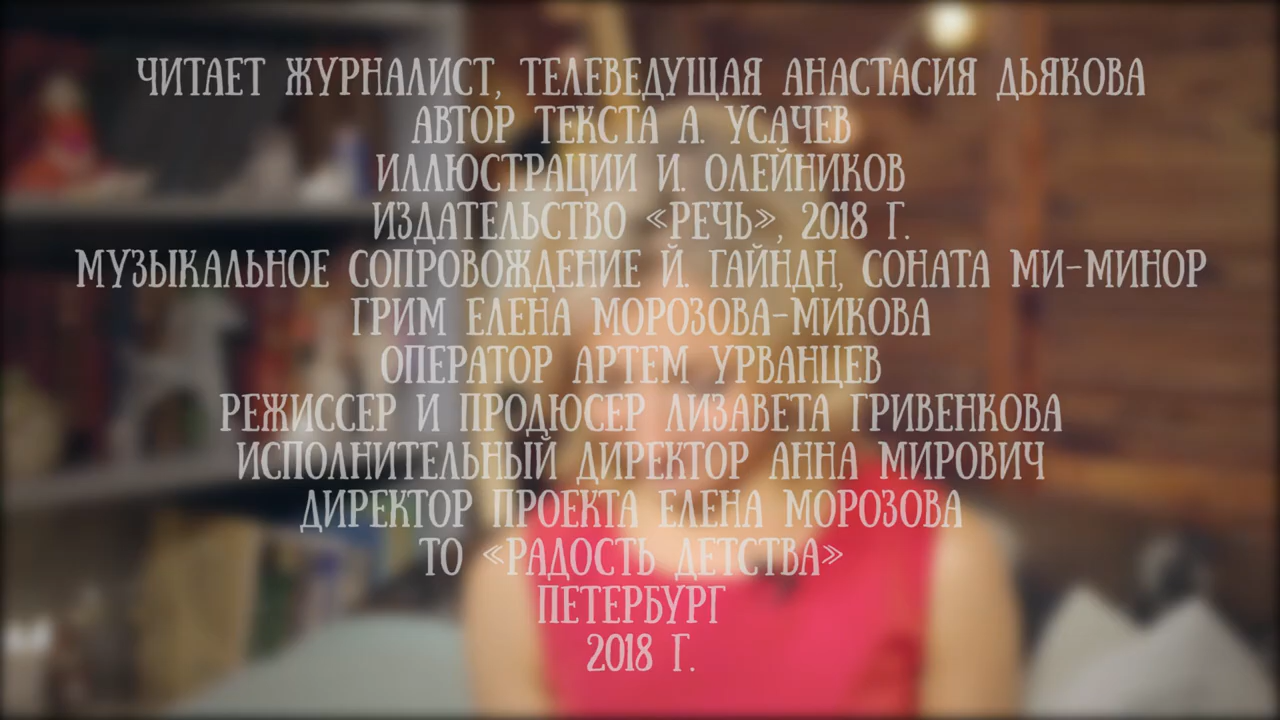 ЧИТАЕТ ЖУРНАЛИСТ, ТЕЛЕВЕДУЩАЯ АНАСТАСИЯ ДЬЯКОВА
АВТОР ТЕКСТА А. УСАЧЕВ
ИЛЛЮСТРАЦИИ И. ОЛЕЙНИКОВ
ИЗДАТЕЛЬСТВО «РЕЧЬ», 2018 Г.
МУЗЫКАЛЬНОЕ СОПРОВОЖДЕНИЕ Й. ГАЙНДН, СОНАТА МИ-МИНОР
ГРИМ ЕЛЕНА МОРОЗОВА-МИКОВА
ОПЕРАТОР АРТЕМ УРВАНЦЕВ
РЕЖИССЕР И ПРОДЮСЕР ЛИЗАВЕТА ГРИВЕНКОВА
ИСПОЛНИТЕЛЬНЫЙ ДИРЕКТОР АННА МИРОВИЧ
ДИРЕКТОР ПРОЕКТА ЕЛЕНА МОРОЗОВА
ТО «РАДОСТЬ ДЕТСТВА»
ПЕТЕРБУРГ
2018 Г.